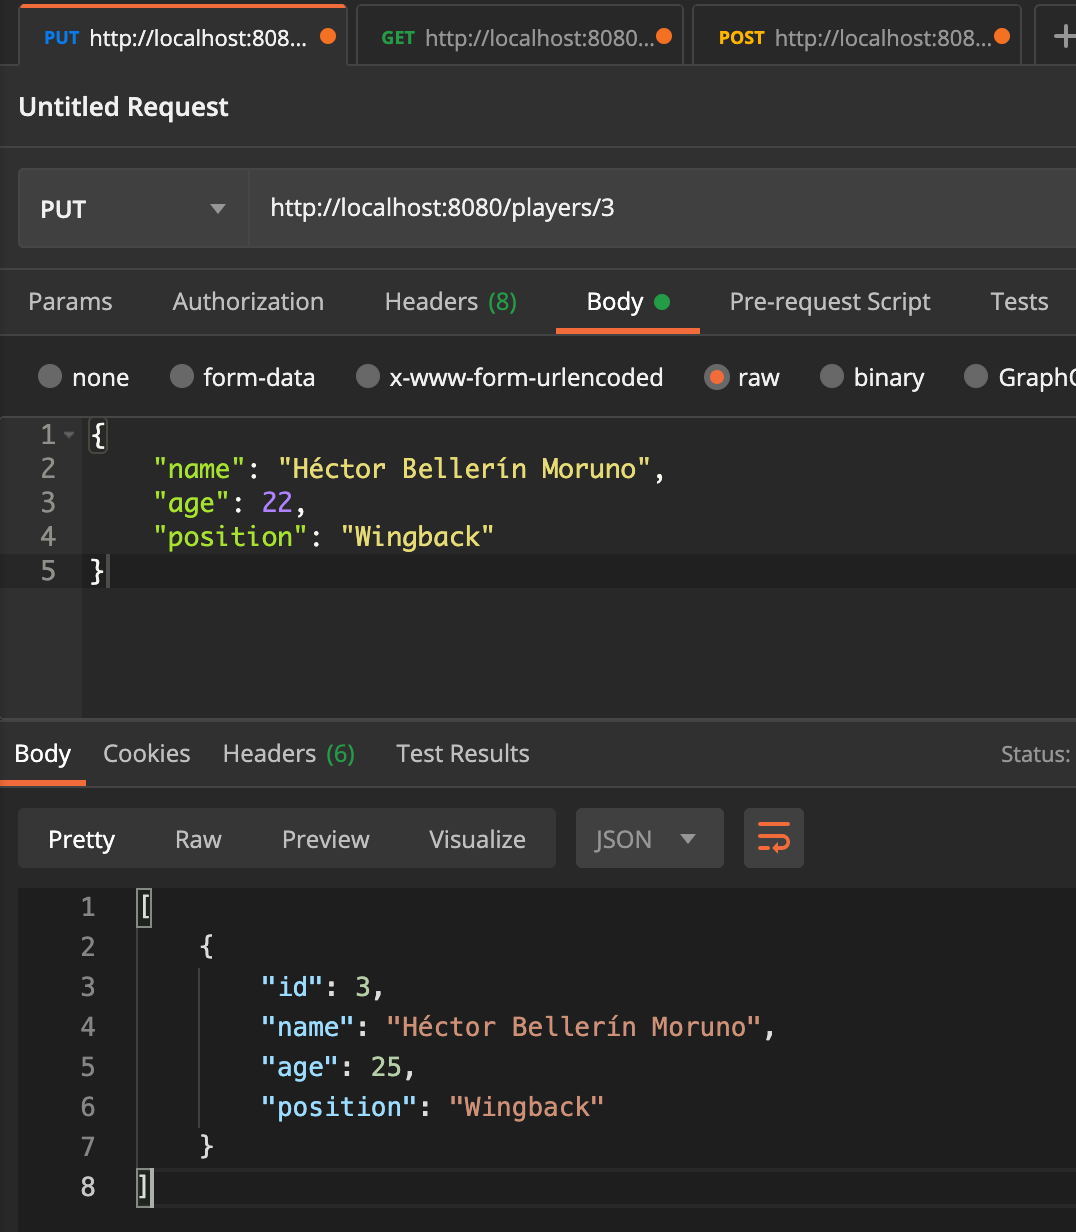 PUT http://localhost:808... GET http://localhost:8080... POST http://localhost:808... +
Untitled Request
PUT http://localhost:8080/players/3
Params Authorization Headers (8) Body Pre-request Script Tests
none form-data x-www-form-urlencoded raw binary Graph
1 {
2 "name": "Héctor Bellerín Moruno",
3 "age": 22,
4 "position": "Wingback"
5 }
Body Cookies Headers (6) Test Results Status:
Pretty Raw Preview Visualize JSON
1 [
2 {
3 "id": 3,
4 "name": "Héctor Bellerín Moruno",
5 "age": 25,
6 "position": "Wingback"
7 }
8 ]